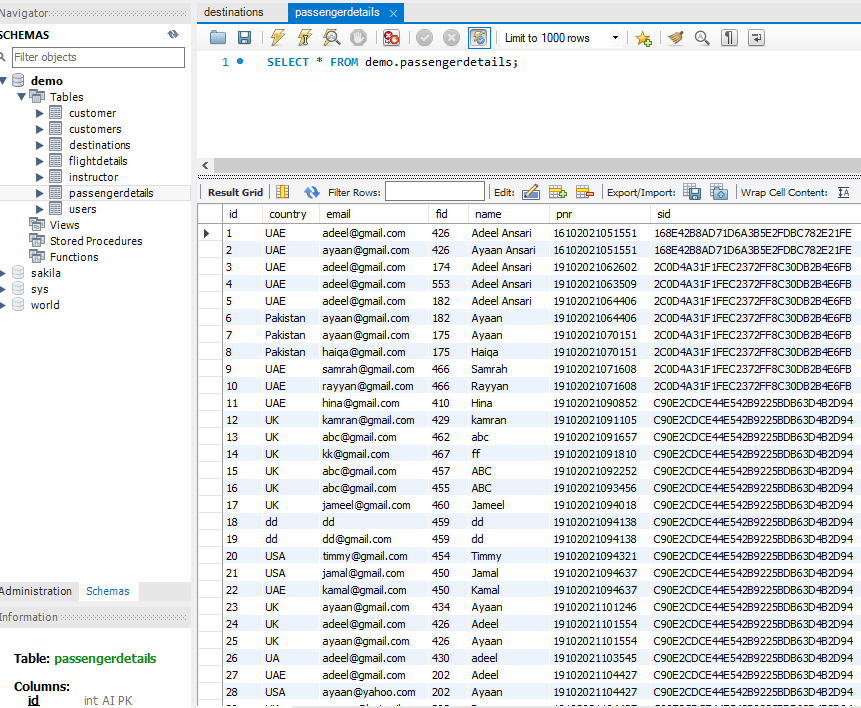 Navigator
SCHEMAS
Filter objects
demo
Tables
customer
customers
destinations
flightdetails
instructor
passengerdetails
users
Views
Stored Procedures
Functions
sakila
sys
world
Administration Schemas
Information
Table: passengerdetails
Columns:
id int AI PK
destinations passengerdetails
Limit to 1000 rows
1 SELECT * FROM demo.passengerdetails;
Result Grid Filter Rows: Edit: Export/Import: Wrap Cell Content:
id country email fid name pnr sid
1 UAE adeel@gmail.com 426 Adeel Ansari 16102021051551 168E42B8AD71D6A3B5E2FDBC782E21FE
2 UAE ayaan@gmail.com 426 Ayaan Ansari 16102021051551 168E42B8AD71D6A3B5E2FDBC782E21FE
3 UAE adeel@gmail.com 174 Adeel Ansari 19102021062602 2C0D4A31F1FEC2372FF8C30DB2B4E6FB
4 UAE adeel@gmail.com 553 Adeel Ansari 19102021063509 2C0D4A31F1FEC2372FF8C30DB2B4E6FB
5 UAE adeel@gmail.com 182 Adeel Ansari 19102021064406 2C0D4A31F1FEC2372FF8C30DB2B4E6FB
6 Pakistan ayaan@gmail.com 182 Ayaan 19102021064406 2C0D4A31F1FEC2372FF8C30DB2B4E6FB
7 Pakistan ayaan@gmail.com 175 Ayaan 19102021070151 2C0D4A31F1FEC2372FF8C30DB2B4E6FB
8 Pakistan haiqa@gmail.com 175 Haiqa 19102021070151 2C0D4A31F1FEC2372FF8C30DB2B4E6FB
9 UAE samrah@gmail.com 466 Samrah 19102021071608 2C0D4A31F1FEC2372FF8C30DB2B4E6FB
10 UAE rayyan@gmail.com 466 Rayyan 19102021071608 2C0D4A31F1FEC2372FF8C30DB2B4E6FB
11 UAE hina@gmail.com 410 Hina 19102021090852 C90E2CDCE44E542B9225BDB63D4B2D94
12 UK kamran@gmail.com 429 kamran 19102021091105 C90E2CDCE44E542B9225BDB63D4B2D94
13 UK abc@gmail.com 462 abc 19102021091657 C90E2CDCE44E542B9225BDB63D4B2D94
14 UK kk@gmail.com 467 ff 19102021091810 C90E2CDCE44E542B9225BDB63D4B2D94
15 UK abc@gmail.com 457 ABC 19102021092252 C90E2CDCE44E542B9225BDB63D4B2D94
16 UK abc@gmail.com 455 ABC 19102021093456 C90E2CDCE44E542B9225BDB63D4B2D94
17 UK jameel@gmail.com 460 Jameel 19102021094018 C90E2CDCE44E542B9225BDB63D4B2D94
18 dd dd 459 dd 19102021094138 C90E2CDCE44E542B9225BDB63D4B2D94
19 dd dd@gmail.com 459 dd 19102021094138 C90E2CDCE44E542B9225BDB63D4B2D94
20 USA timmy@gmail.com 454 Timmy 19102021094321 C90E2CDCE44E542B9225BDB63D4B2D94
21 USA jamal@gmail.com 450 Jamal 19102021094637 C90E2CDCE44E542B9225BDB63D4B2D94
22 UAE kamal@gmail.com 450 Kamal 19102021094637 C90E2CDCE44E542B9225BDB63D4B2D94
23 UK ayaan@gmail.com 434 Ayaan 19102021101246 C90E2CDCE44E542B9225BDB63D4B2D94
24 UK adeel@gmail.com 426 Adeel 19102021101554 C90E2CDCE44E542B9225BDB63D4B2D94
25 UK ayaan@gmail.com 426 Ayaan 19102021101554 C90E2CDCE44E542B9225BDB63D4B2D94
26 UA adeel@gmail.com 430 adeel 19102021103545 C90E2CDCE44E542B9225BDB63D4B2D94
27 UAE adeel@gmail.com 202 Adeel 19102021104427 C90E2CDCE44E542B9225BDB63D4B2D94
28 USA ayaan@yahoo.com 202 Ayaan 19102021104427 C90E2CDCE44E542B9225BDB63D4B2D94